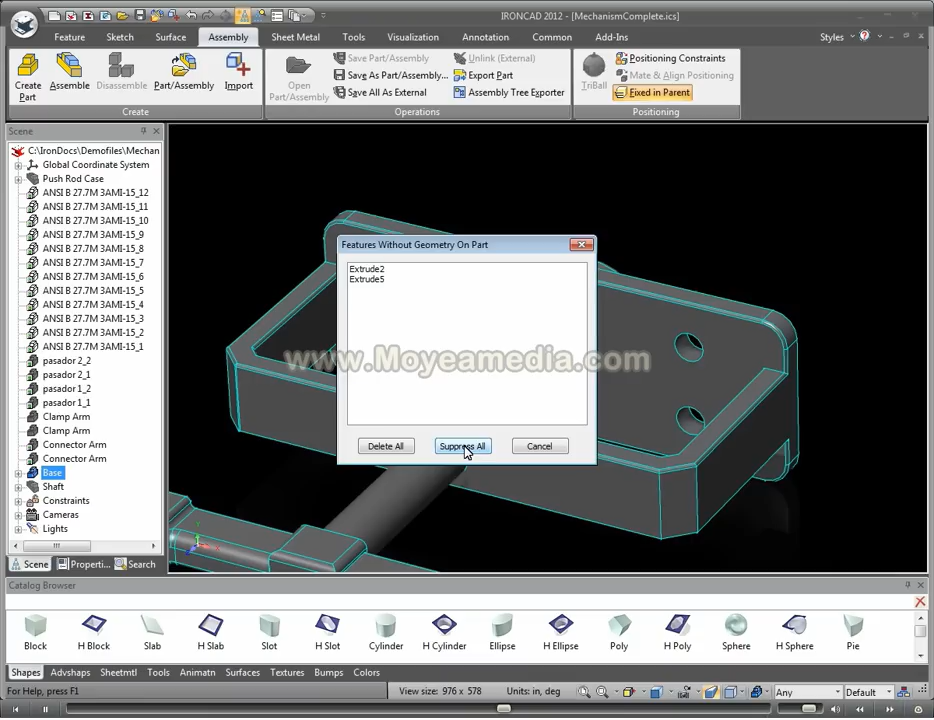 IRONCAD 2012 - [MechanismComplete.ics]
Feature
Sketch
Surface
Assembly
Sheet Metal
Tools
Visualization
Annotation
Common
Add-Ins
Styles
Create Part
Assemble
Disassemble
Part/Assembly
Import
Create
Open Part/Assembly
Save Part/Assembly
Save As Part/Assembly...
Save All As External
Unlink (External)
Export Part
Assembly Tree Exporter
Operations
TriBall
Positioning Constraints
Mate & Align Positioning
Fixed in Parent
Positioning
Scene
C:\IronDocs\Demofiles\Mechan
Global Coordinate System
Push Rod Case
ANSI B 27.7M 3AMI-15_12
ANSI B 27.7M 3AMI-15_11
ANSI B 27.7M 3AMI-15_10
ANSI B 27.7M 3AMI-15_9
ANSI B 27.7M 3AMI-15_8
ANSI B 27.7M 3AMI-15_7
ANSI B 27.7M 3AMI-15_6
ANSI B 27.7M 3AMI-15_5
ANSI B 27.7M 3AMI-15_4
ANSI B 27.7M 3AMI-15_3
ANSI B 27.7M 3AMI-15_2
ANSI B 27.7M 3AMI-15_1
pasador 2_2
pasador 2_1
pasador 1_2
pasador 1_1
Clamp Arm
Clamp Arm
Connector Arm
Connector Arm
Base
Shaft
Constraints
Cameras
Lights
Scene
Properti...
Search
Features Without Geometry On Part
Extrude2
Extrude5
www.Moyeamedia.com
Delete All
Suppress All
Cancel
Catalog Browser
Block
H Block
Slab
H Slab
Slot
H Slot
Cylinder
H Cylinder
Ellipse
H Ellipse
Poly
H Poly
Sphere
H Sphere
Pie
Shapes
Advshaps
Sheetmtl
Tools
Animatn
Surfaces
Textures
Bumps
Colors
For Help, press F1
View size: 976 x 578
Units: in, deg
Any
Default